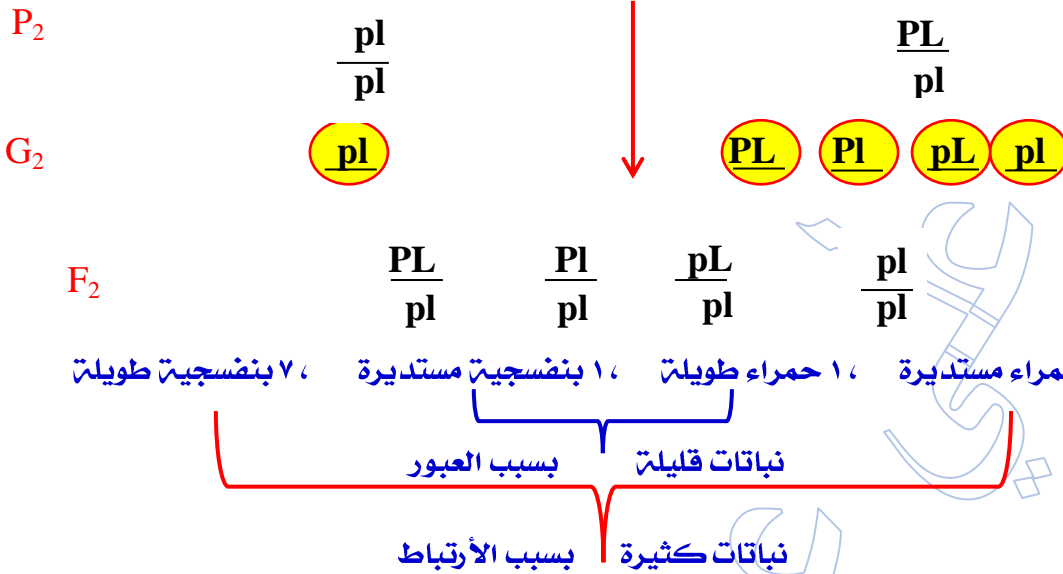 P₂ pl PL
pl pl
G₂ pl PL Pl pL pl
F₂ PL Pl pL pl
pl pl pl pl
مستديرة ، ١ حمراء طويلة ، ١ بنفسجية مستديرة ، ٧ بنفسجية طويلة
نباتات قليلة بسبب العبور
نباتات كثيرة بسبب الأرتباط